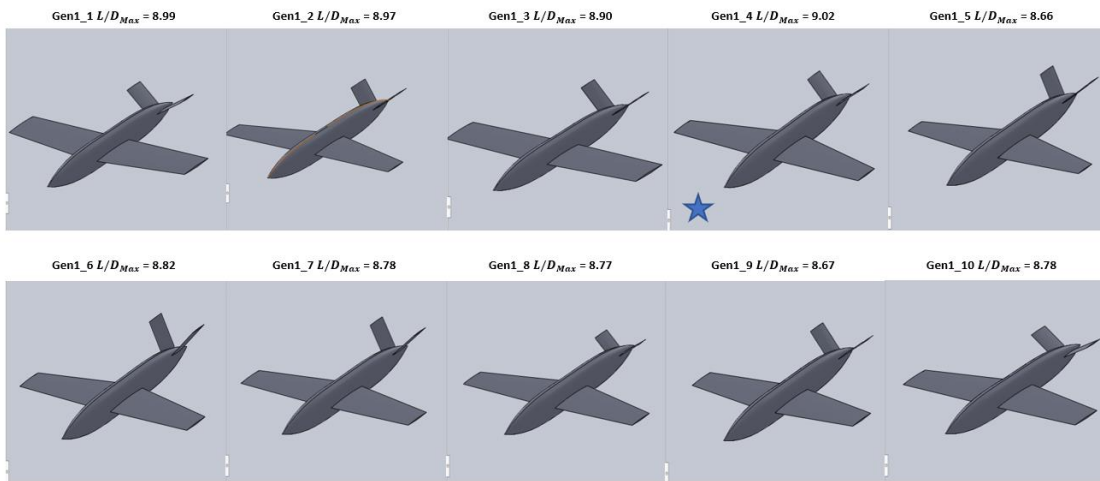 Gen1_1 L/D_Max = 8.99
Gen1_2 L/D_Max = 8.97
Gen1_3 L/D_Max = 8.90
Gen1_4 L/D_Max = 9.02
Gen1_5 L/D_Max = 8.66
Gen1_6 L/D_Max = 8.82
Gen1_7 L/D_Max = 8.78
Gen1_8 L/D_Max = 8.77
Gen1_9 L/D_Max = 8.67
Gen1_10 L/D_Max = 8.78